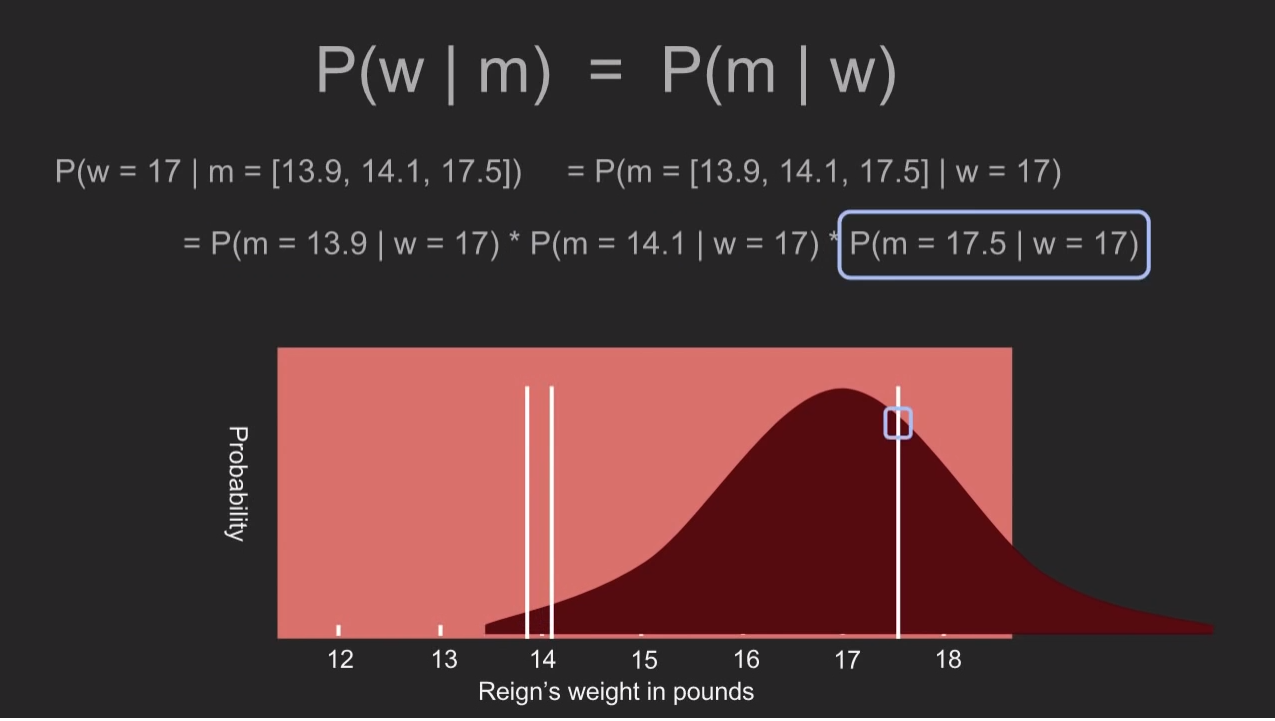 P(w | m) = P(m | w)
P(w = 17 | m = [13.9, 14.1, 17.5]) = P(m = [13.9, 14.1, 17.5] | w = 17)
= P(m = 13.9 | w = 17) * P(m = 14.1 | w = 17) * P(m = 17.5 | w = 17)
Probability
12 13 14 15 16 17 18
Reign's weight in pounds